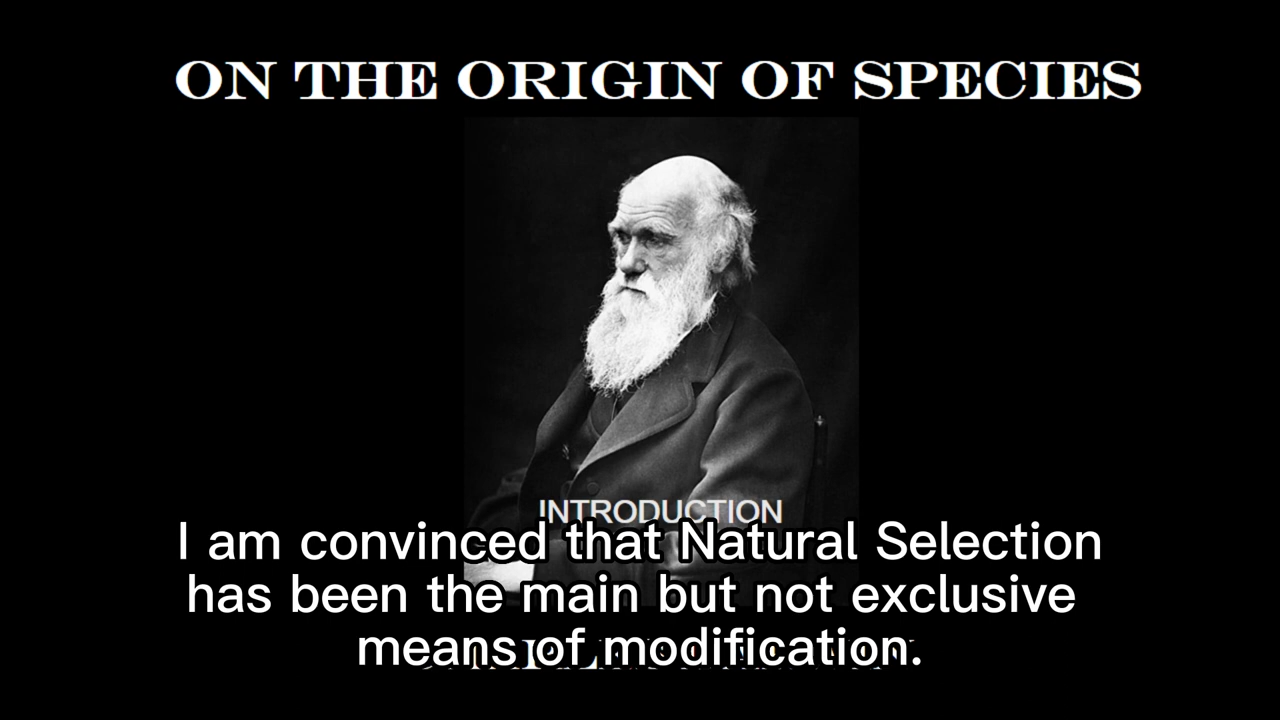 ON THE ORIGIN OF SPECIES
INTRODUCTION
I am convinced that Natural Selection
has been the main but not exclusive
means of modification.